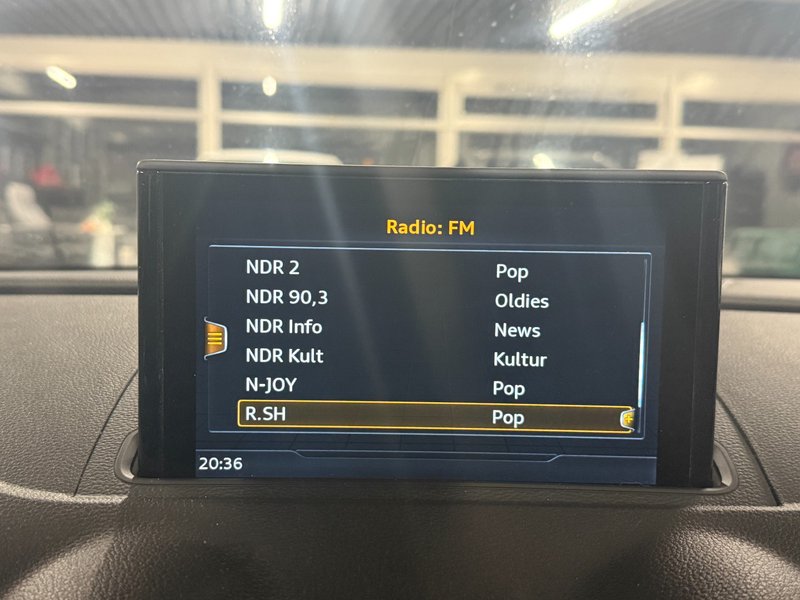 Radio: FM
NDR 2 Pop
NDR 90,3 Oldies
NDR Info News
NDR Kult Kultur
N-JOY Pop
R.SH Pop
20:36